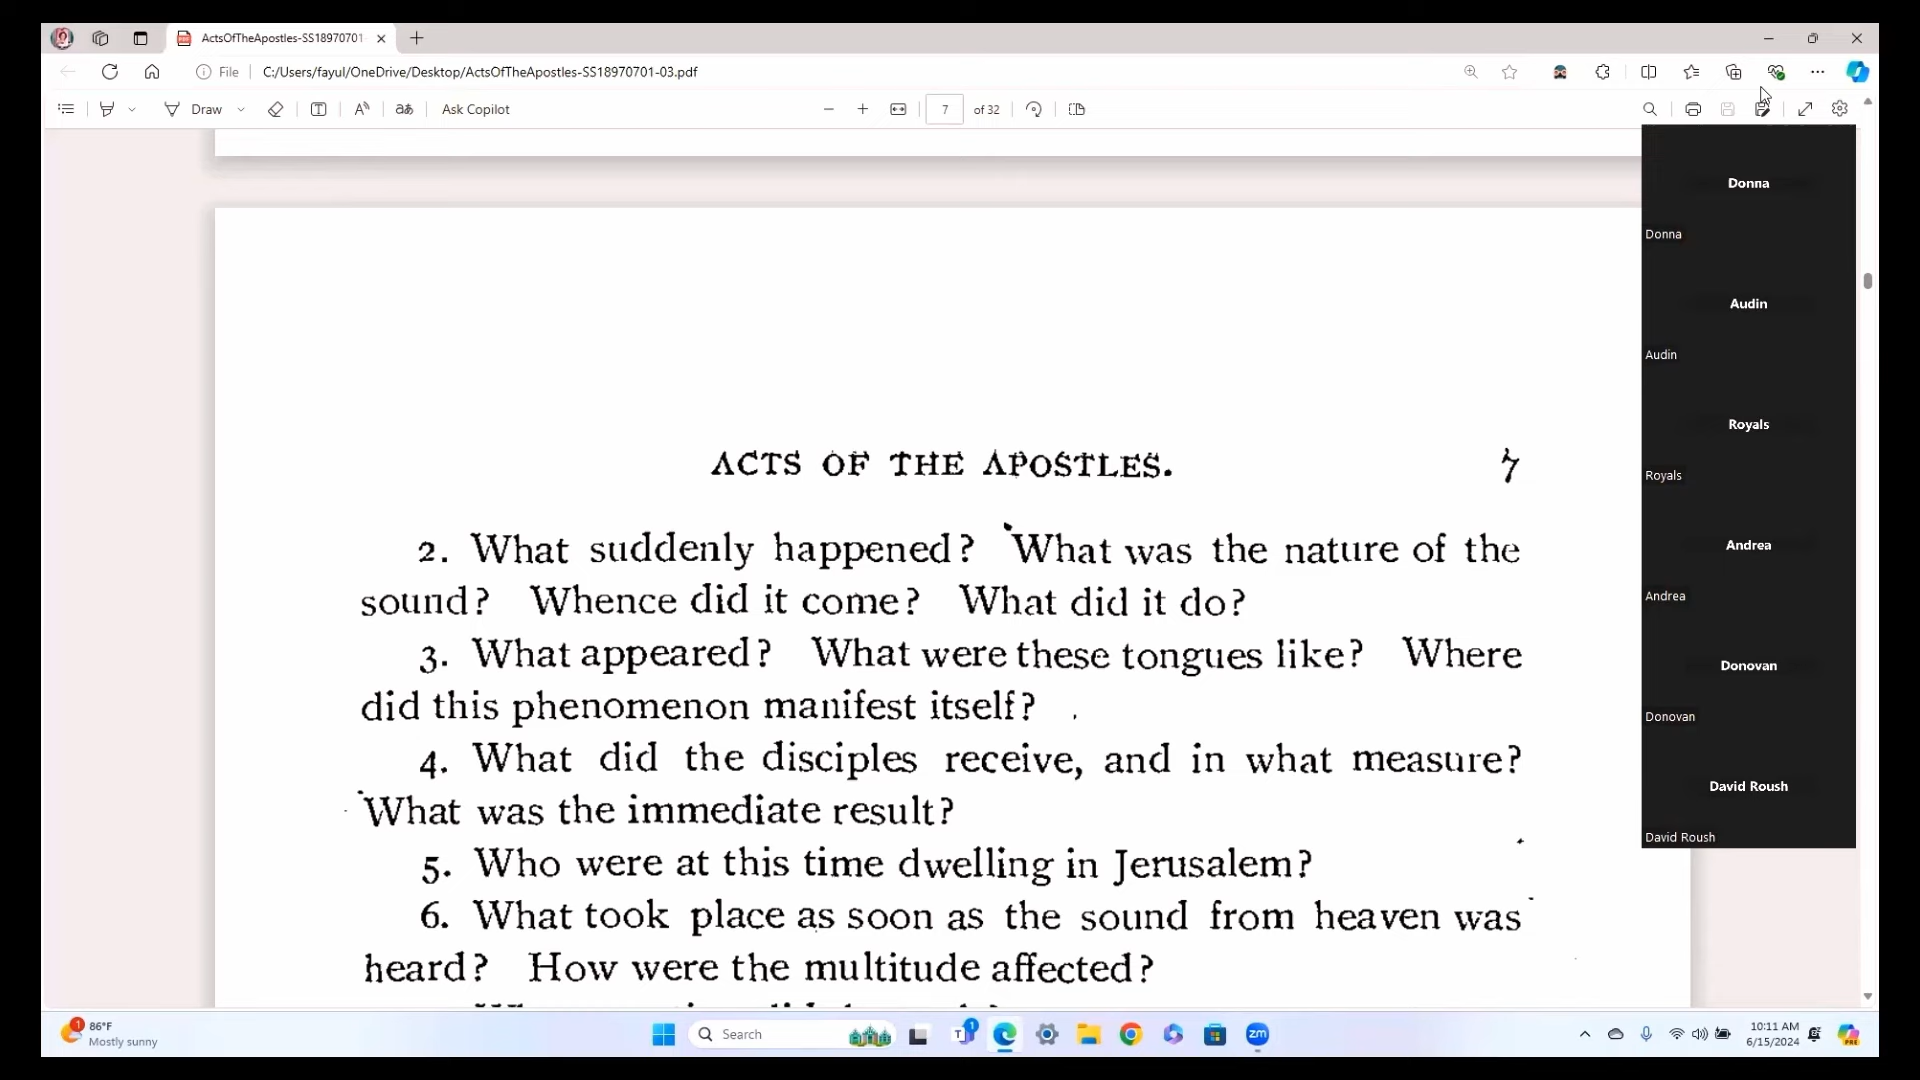 ActsOfTheApostles-SS18970701
File
C:/Users/fayul/OneDrive/Desktop/ActsOfTheApostles-SS18970701-03.pdf
Draw
Ask Copilot
7 of 32
ACTS OF THE APOSTLES. 7
2. What suddenly happened? What was the nature of the
sound? Whence did it come? What did it do?
3. What appeared? What were these tongues like? Where
did this phenomenon manifest itself?
4. What did the disciples receive, and in what measure?
What was the immediate result?
5. Who were at this time dwelling in Jerusalem?
6. What took place as soon as the sound from heaven was
heard? How were the multitude affected?
Donna
Donna
Audin
Audin
Royals
Royals
Andrea
Andrea
Donovan
Donovan
David Roush
David Roush
1
86°F
Mostly sunny
Search
1
zm
10:11 AM
6/15/2024
PRE